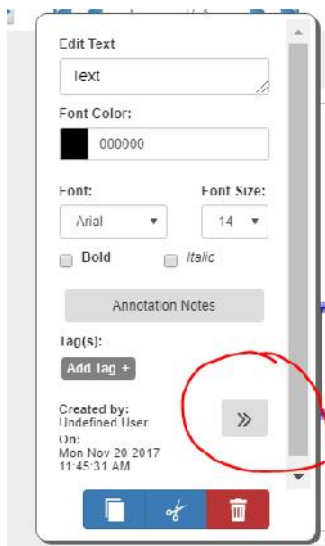 Edit Text
Text
Font Color:
000000
Font: Font Size:
Arial 14
Bold Italic
Annotation Notes
Tag(s):
Add Tag +
Created by:
Undefined User
On:
Mon Nov 20 2017
11:45:31 AM